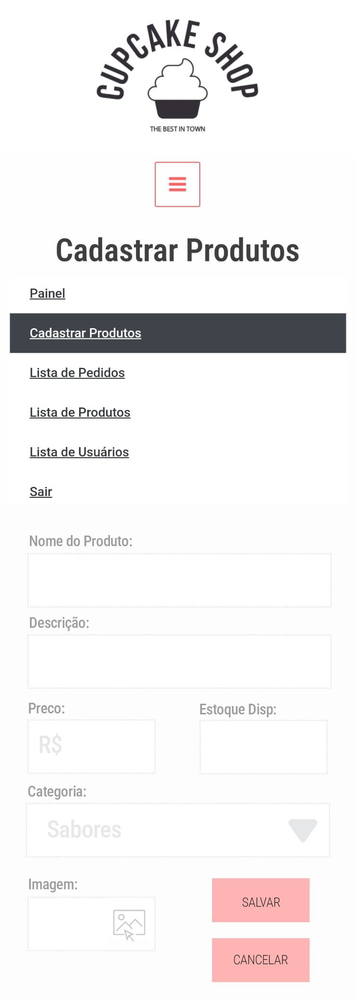 CUPCAKE SHOP
THE BEST IN TOWN
Cadastrar Produtos
Painel
Cadastrar Produtos
Lista de Pedidos
Lista de Produtos
Lista de Usuários
Sair
Nome do Produto:
Descrição:
Preco:
Estoque Disp:
R$
Categoria:
Sabores
Imagem:
SALVAR
CANCELAR